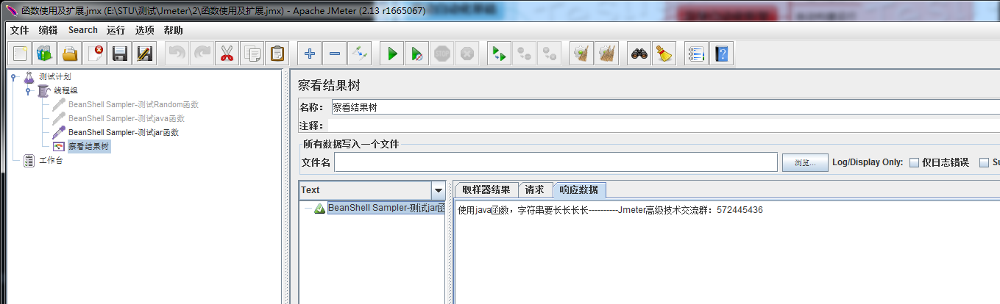 函数使用及扩展.jmx (E:\STU\测试\Jmeter\2\函数使用及扩展.jmx) - Apache JMeter (2.13 r1665067)
文件 编辑 Search 运行 选项 帮助
测试计划
线程组
BeanShell Sampler-测试Random函数
BeanShell Sampler-测试java函数
BeanShell Sampler-测试jar函数
察看结果树
工作台
察看结果树
名称： 察看结果树
注释：
所有数据写入一个文件
文件名 浏览... Log/Display Only: 仅日志错误 Su
Text
取样器结果 请求 响应数据
BeanShell Sampler-测试jar函
使用java函数，字符串要长长长长----------Jmeter高级技术交流群：572445436